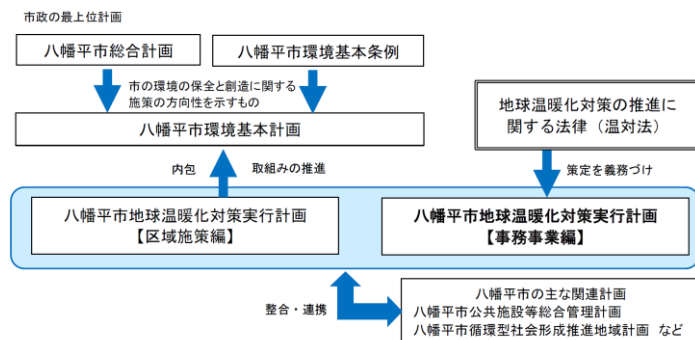 市政の最上位計画
八幡平市総合計画
八幡平市環境基本条例
市の環境の保全と創造に関する
施策の方向性を示すもの
地球温暖化対策の推進に
関する法律（温対法）
八幡平市環境基本計画
内包
取組みの推進
策定を義務づけ
八幡平市地球温暖化対策実行計画
【区域施策編】
八幡平市地球温暖化対策実行計画
【事務事業編】
整合・連携
八幡平市の主な関連計画
八幡平市公共施設等総合管理計画
八幡平市循環型社会形成推進地域計画 など